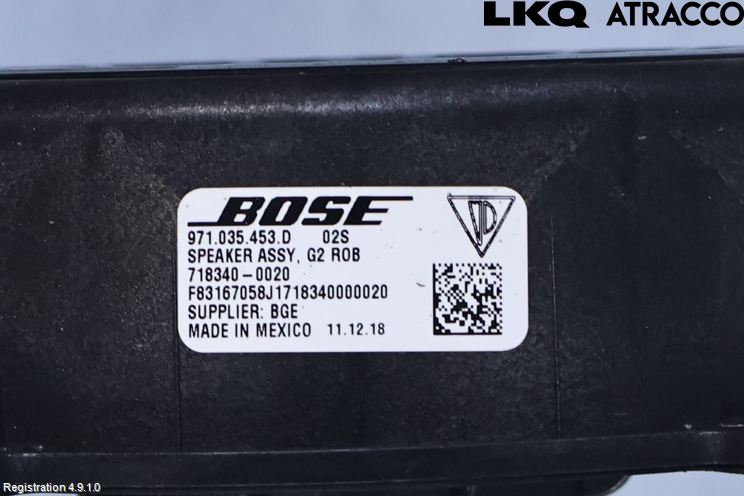 LKQ ATRACCO
BOSE
971.035.453.D 02S
SPEAKER ASSY, G2 ROB
718340-0020
F83167058J1718340000020
SUPPLIER: BGE
MADE IN MEXICO 11.12.18
Registration 4.9.1.0